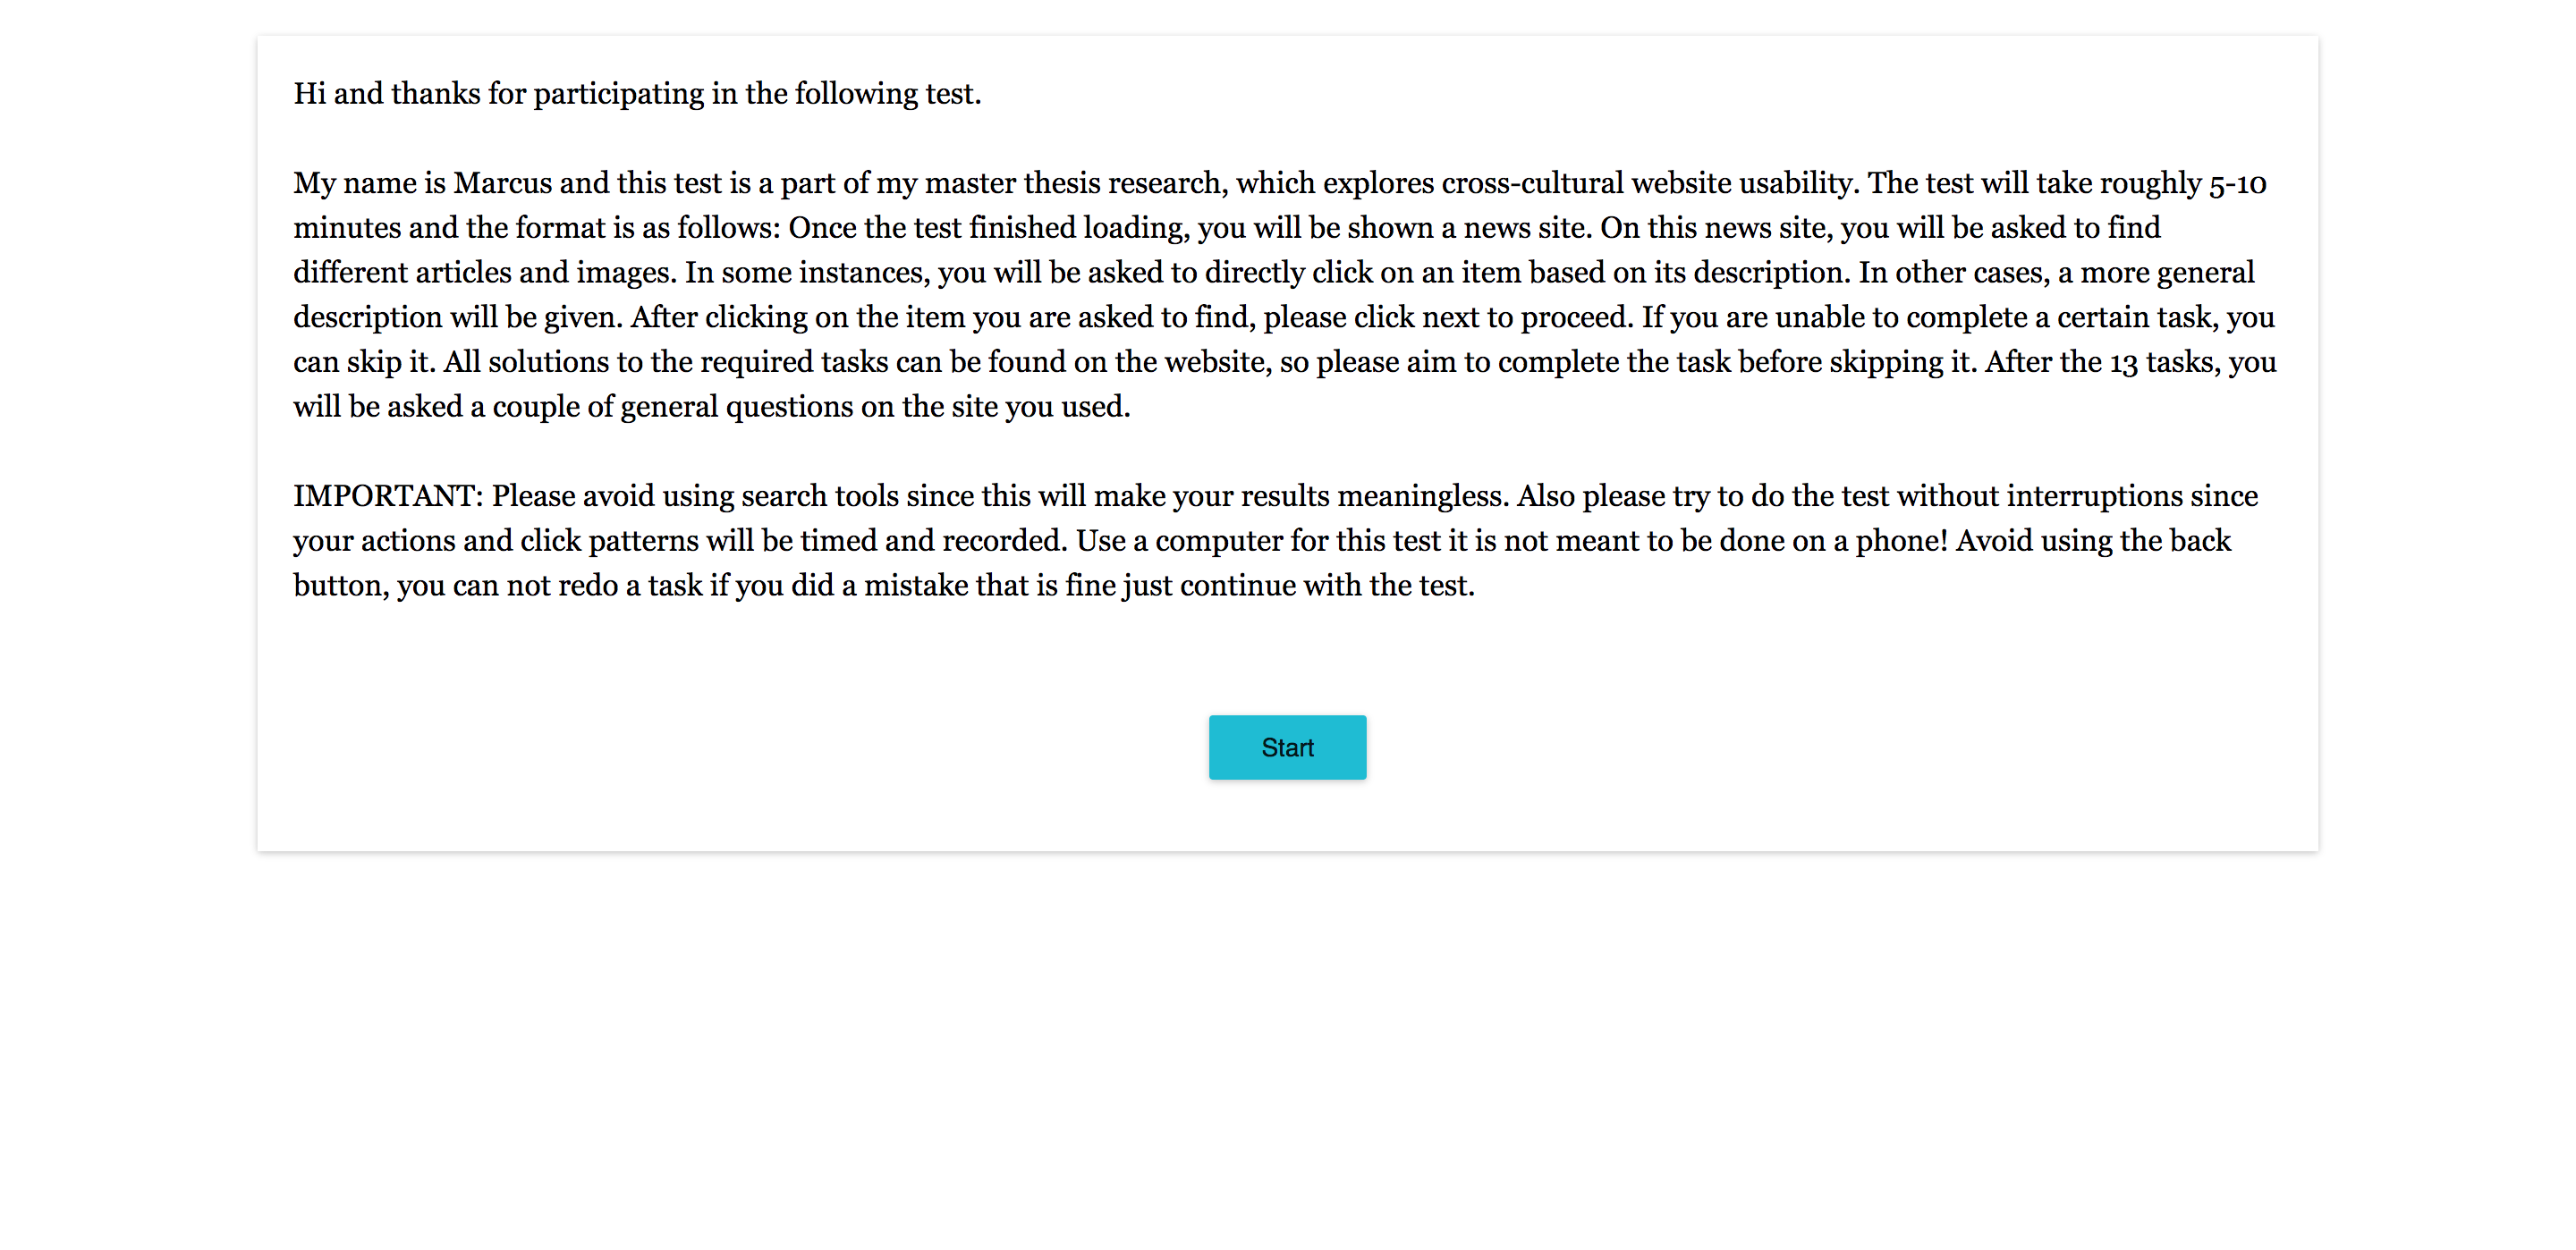 Hi and thanks for participating in the following test.
My name is Marcus and this test is a part of my master thesis research, which explores cross-cultural website usability. The test will take roughly 5-10
minutes and the format is as follows: Once the test finished loading, you will be shown a news site. On this news site, you will be asked to find
different articles and images. In some instances, you will be asked to directly click on an item based on its description. In other cases, a more general
description will be given. After clicking on the item you are asked to find, please click next to proceed. If you are unable to complete a certain task, you
can skip it. All solutions to the required tasks can be found on the website, so please aim to complete the task before skipping it. After the 13 tasks, you
will be asked a couple of general questions on the site you used.
IMPORTANT: Please avoid using search tools since this will make your results meaningless. Also please try to do the test without interruptions since
your actions and click patterns will be timed and recorded. Use a computer for this test it is not meant to be done on a phone! Avoid using the back
button, you can not redo a task if you did a mistake that is fine just continue with the test.
Start